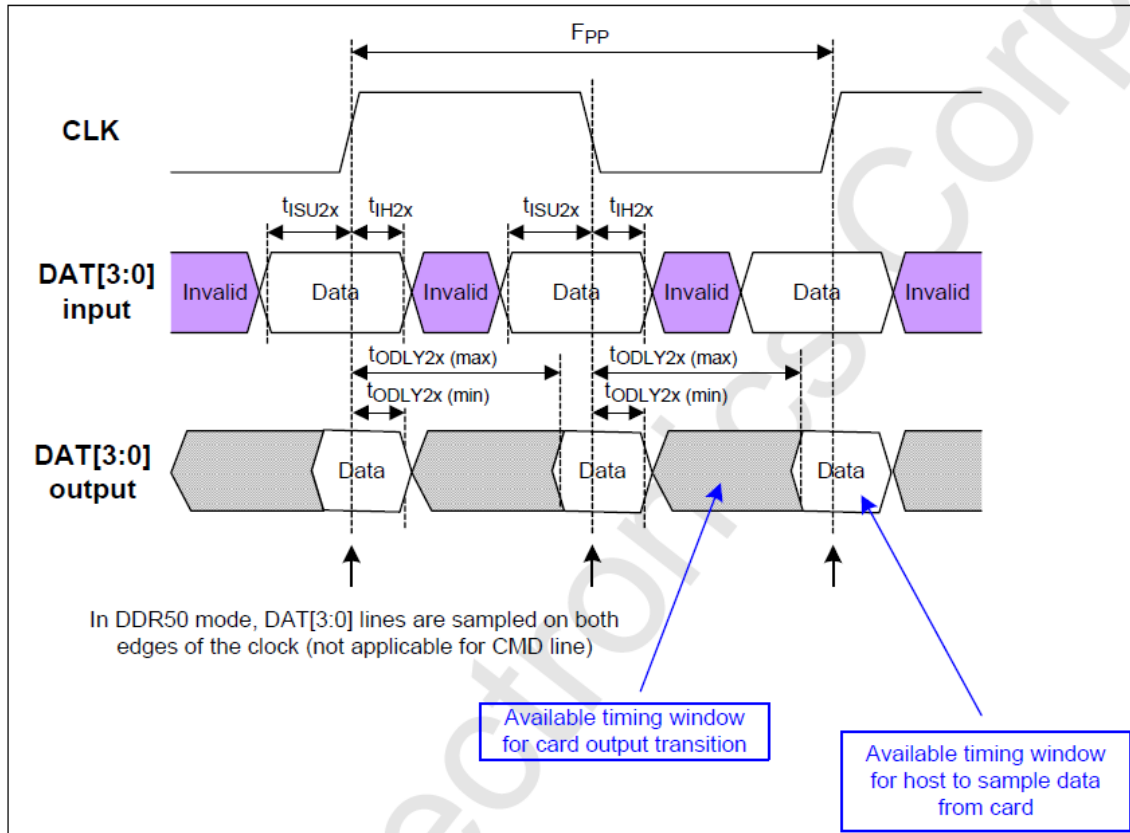 FPP
CLK
tISU2x
tIH2x
tISU2x
tIH2x
DAT[3:0]
input
Invalid
Data
Invalid
Data
Invalid
Data
Invalid
tODLY2x (max)
tODLY2x (max)
tODLY2x (min)
tODLY2x (min)
DAT[3:0]
output
Data
Data
Data
In DDR50 mode, DAT[3:0] lines are sampled on both
edges of the clock (not applicable for CMD line)
Available timing window
for card output transition
Available timing window
for host to sample data
from card
ectronics Corp